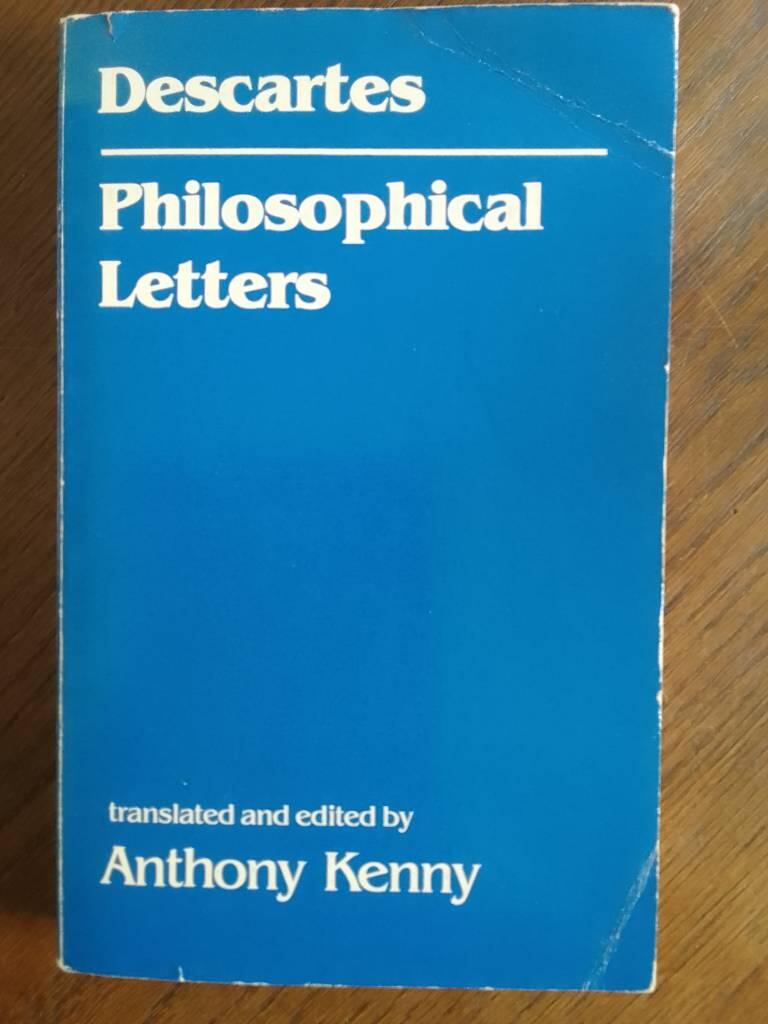 Descartes
Philosophical
Letters
translated and edited by
Anthony Kenny